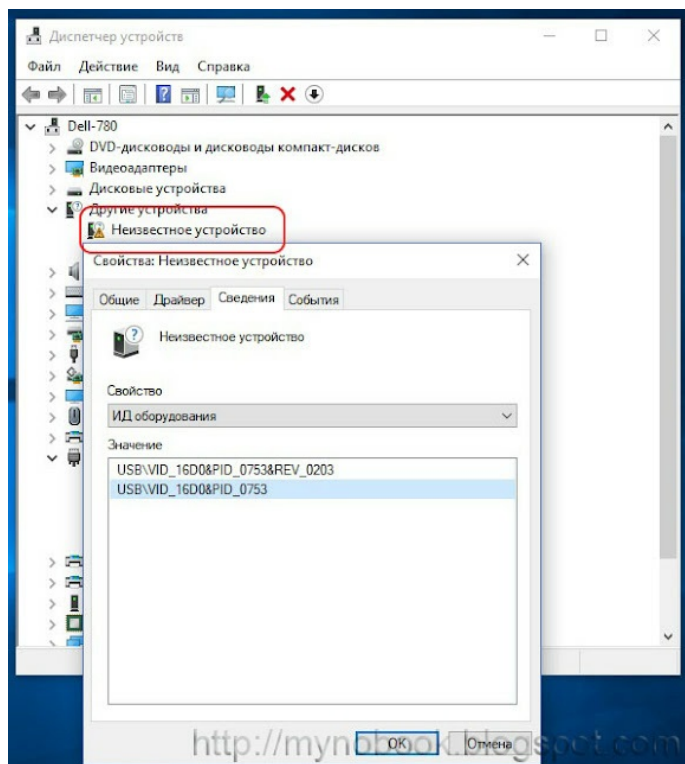 Диспетчер устройств
Файл Действие Вид Справка
Dell-780
DVD-дисководы и дисководы компакт-дисков
Видеоадаптеры
Дисковые устройства
Другие устройства
Неизвестное устройство
Свойства: Неизвестное устройство
Общие Драйвер Сведения События
Неизвестное устройство
Свойство
ИД оборудования
Значение
USB\VID_16D0&PID_0753&REV_0203
USB\VID_16D0&PID_0753
OK Отмена
http://mynobook.blogspot.com